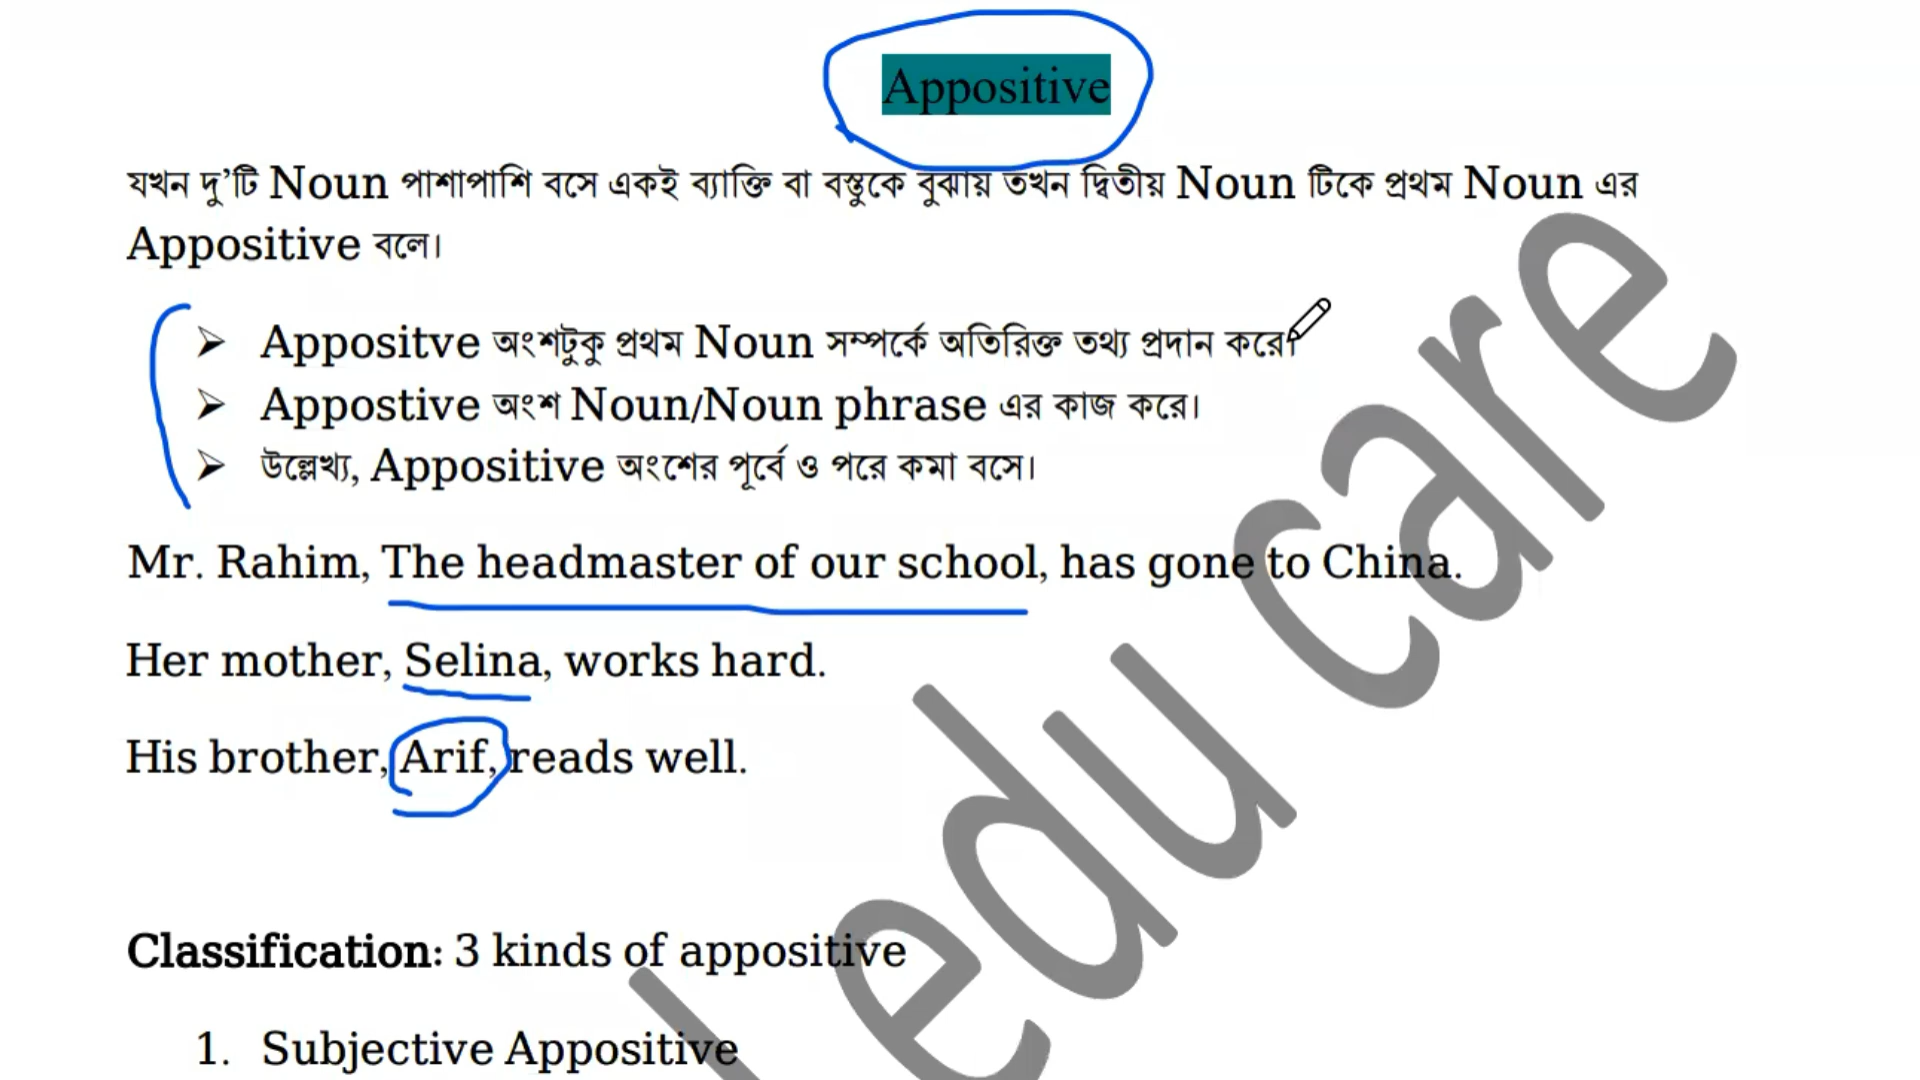 Appositive
যখন দু’টি Noun পাশাপাশি বসে একই ব্যাক্তি বা বস্তুকে বুঝায় তখন দ্বিতীয় Noun টিকে প্রথম Noun এর
Appositive বলে।
➢ Appositve অংশটুকু প্রথম Noun সম্পর্কে অতিরিক্ত তথ্য প্রদান করে।
➢ Appostive অংশ Noun/Noun phrase এর কাজ করে।
➢ উল্লেখ্য, Appositive অংশের পূর্বে ও পরে কমা বসে।
Mr. Rahim, The headmaster of our school, has gone to China.
Her mother, Selina, works hard.
His brother, Arif, reads well.
Classification: 3 kinds of appositive
1. Subjective Appositive
edu care